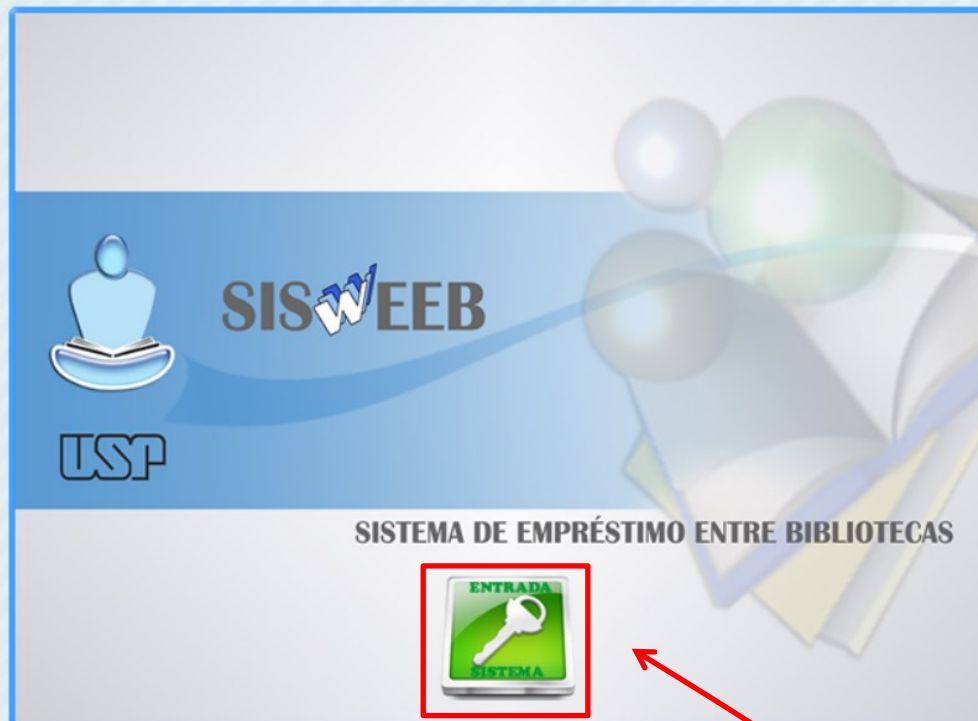 SISWEEB
USP
SISTEMA DE EMPRÉSTIMO ENTRE BIBLIOTECAS
ENTRADA
SISTEMA